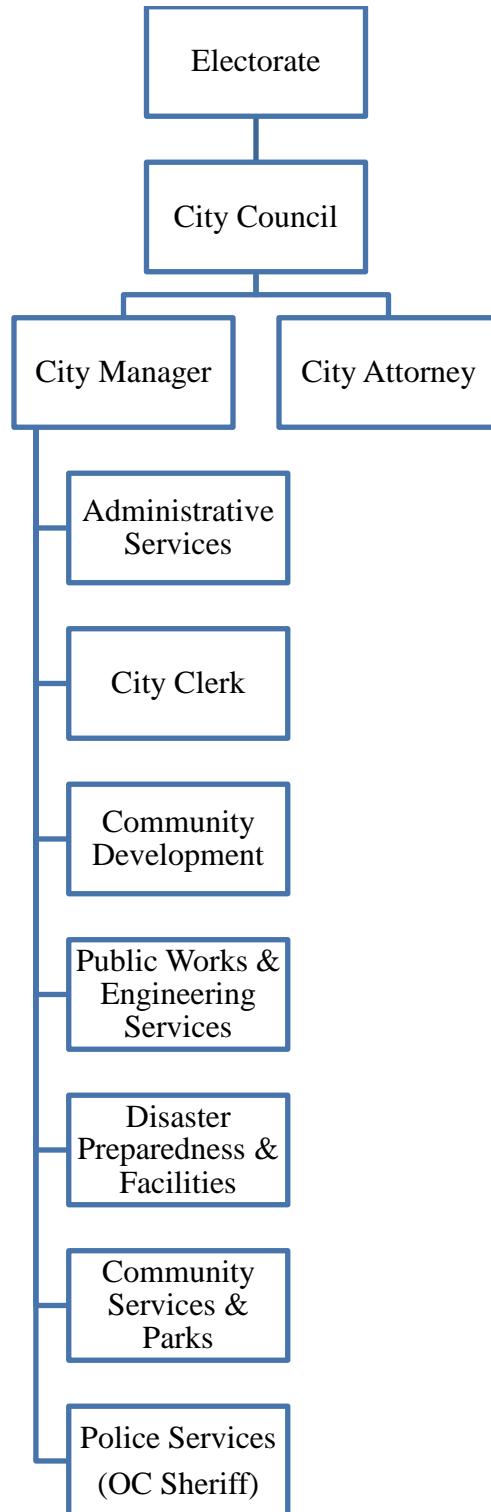 Electorate
City Council
City Manager
City Attorney
Administrative
Services
City Clerk
Community
Development
Public Works &
Engineering
Services
Disaster
Preparedness &
Facilities
Community
Services &
Parks
Police Services
(OC Sheriff)